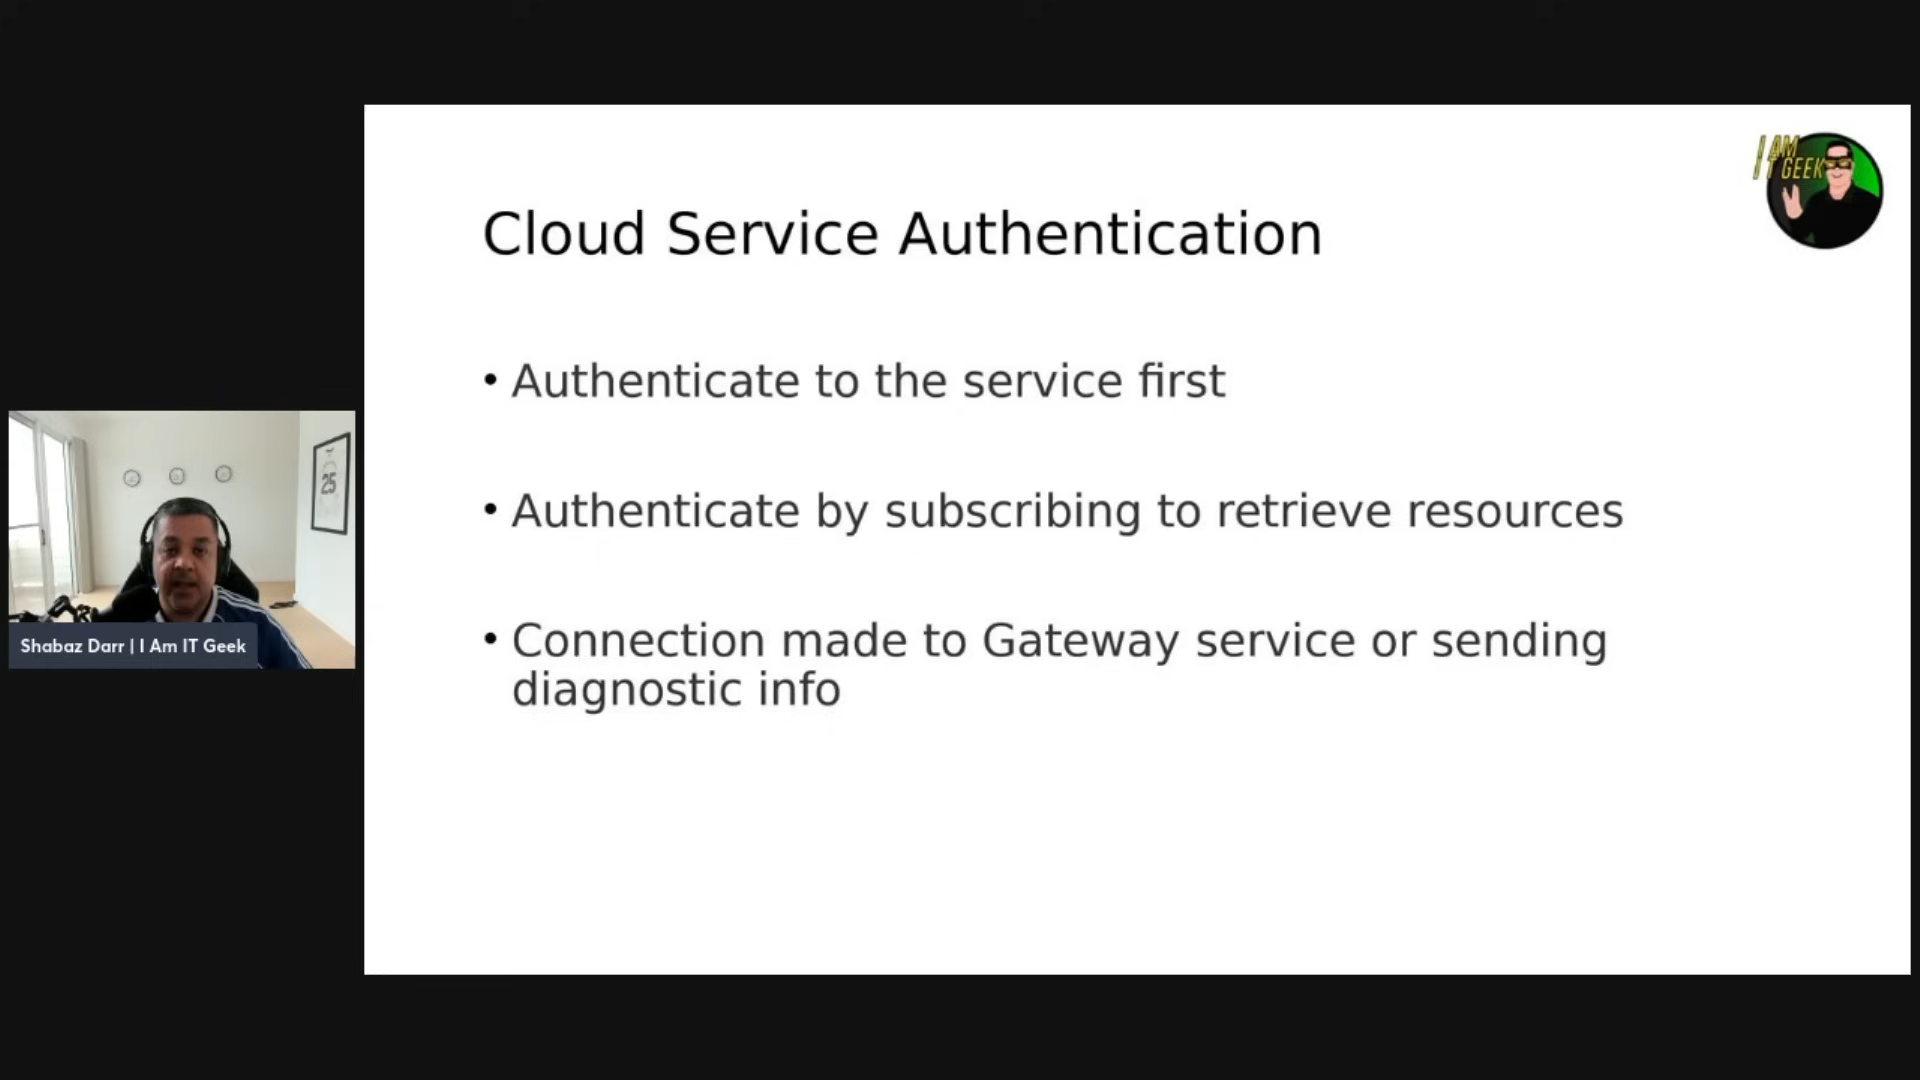 I AM
IT GEEK
Cloud Service Authentication
• Authenticate to the service first
• Authenticate by subscribing to retrieve resources
• Connection made to Gateway service or sending
diagnostic info
25
Shabaz Darr | I Am IT Geek